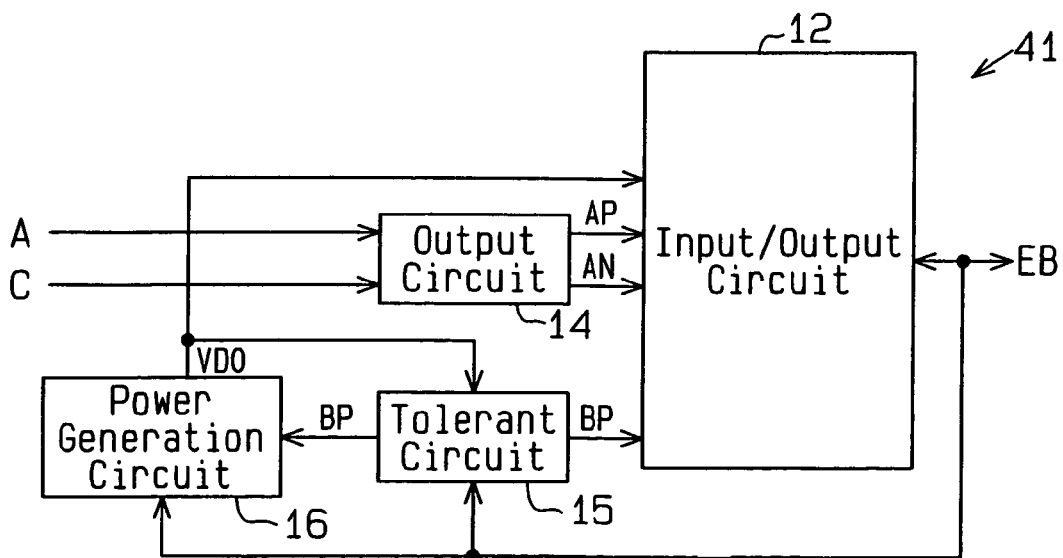 12
41
A
C
Output
Circuit
14
AP
AN
Input/Output
Circuit
EB
VDO
Power
Generation
Circuit
16
BP
Tolerant
Circuit
15
BP